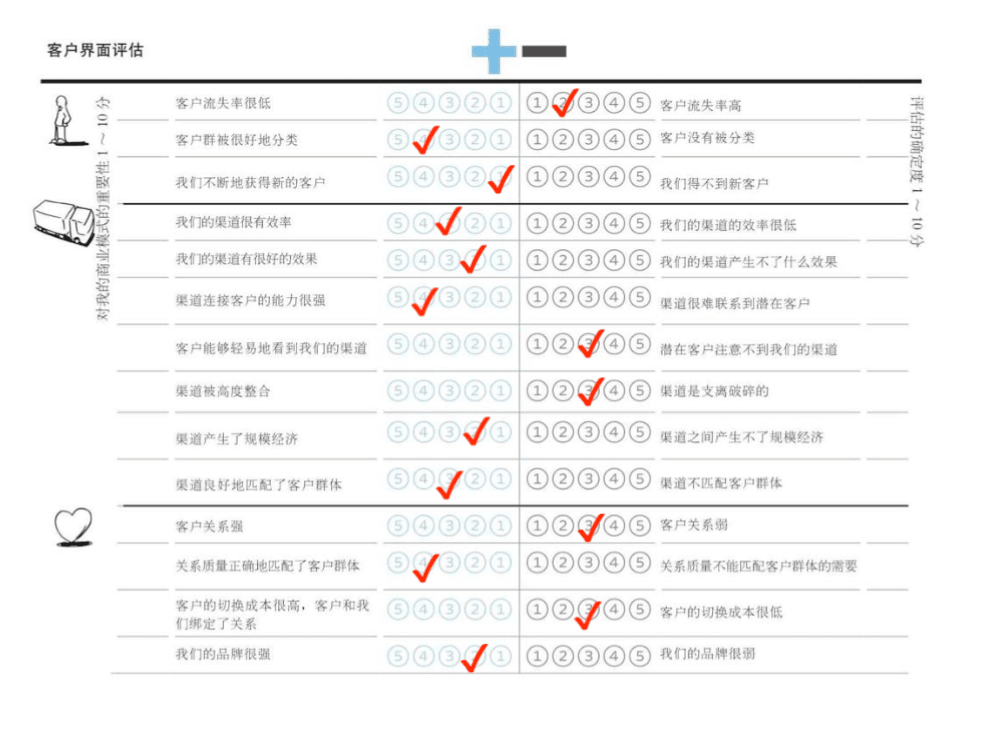 客户界面评估
对我的商业模式的重要性 1 ～ 10 分
评估的确定度 1 ～ 10 分
客户流失率很低 ⑤④③②① ①②③④⑤ 客户流失率高
客户群被很好地分类 ⑤④③②① ①②③④⑤ 客户没有被分类
我们不断地获得新的客户 ⑤④③②① ①②③④⑤ 我们得不到新客户
我们的渠道很有效率 ⑤④③②① ①②③④⑤ 我们的渠道的效率很低
我们的渠道有很好的效果 ⑤④③②① ①②③④⑤ 我们的渠道产生不了什么效果
渠道连接客户的能力很强 ⑤④③②① ①②③④⑤ 渠道很难联系到潜在客户
客户能够轻易地看到我们的渠道 ⑤④③②① ①②③④⑤ 潜在客户注意不到我们的渠道
渠道被高度整合 ⑤④③②① ①②③④⑤ 渠道是支离破碎的
渠道产生了规模经济 ⑤④③②① ①②③④⑤ 渠道之间产生不了规模经济
渠道良好地匹配了客户群体 ⑤④③②① ①②③④⑤ 渠道不匹配客户群体
客户关系强 ⑤④③②① ①②③④⑤ 客户关系弱
关系质量正确地匹配了客户群体 ⑤④③②① ①②③④⑤ 关系质量不能匹配客户群体的需要
客户的切换成本很高，客户和我
们绑定了关系 ⑤④③②① ①②③④⑤ 客户的切换成本很低
我们的品牌很强 ⑤④③②① ①②③④⑤ 我们的品牌很弱